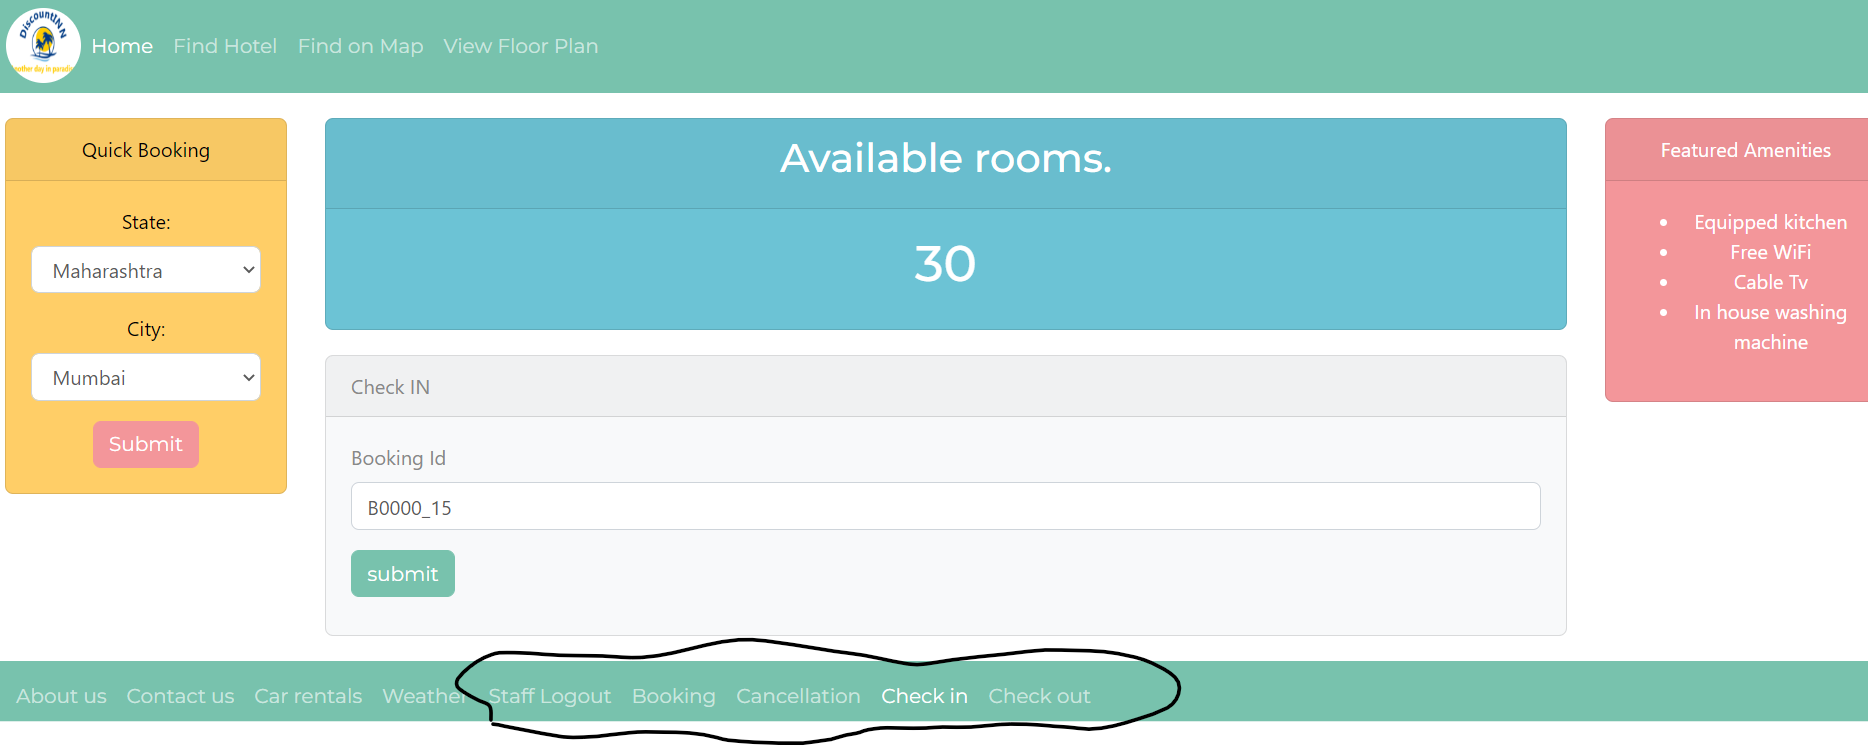 DiscountINN
nother day in paradis
Home Find Hotel Find on Map View Floor Plan
Quick Booking
State:
Maharashtra
City:
Mumbai
Submit
Available rooms.
30
Check IN
Booking Id
B0000_15
submit
Featured Amenities
Equipped kitchen
Free WiFi
Cable Tv
In house washing
machine
About us Contact us Car rentals Weather Staff Logout Booking Cancellation Check in Check out